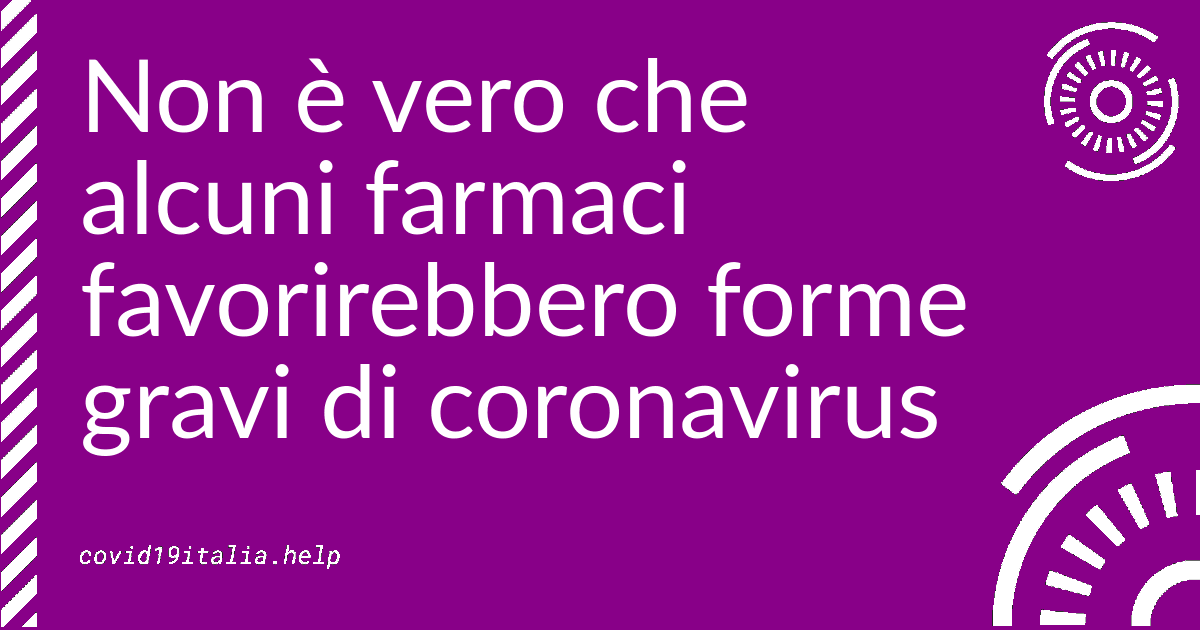 Non è vero che
alcuni farmaci
favorirebbero forme
gravi di coronavirus
covid19italia.help